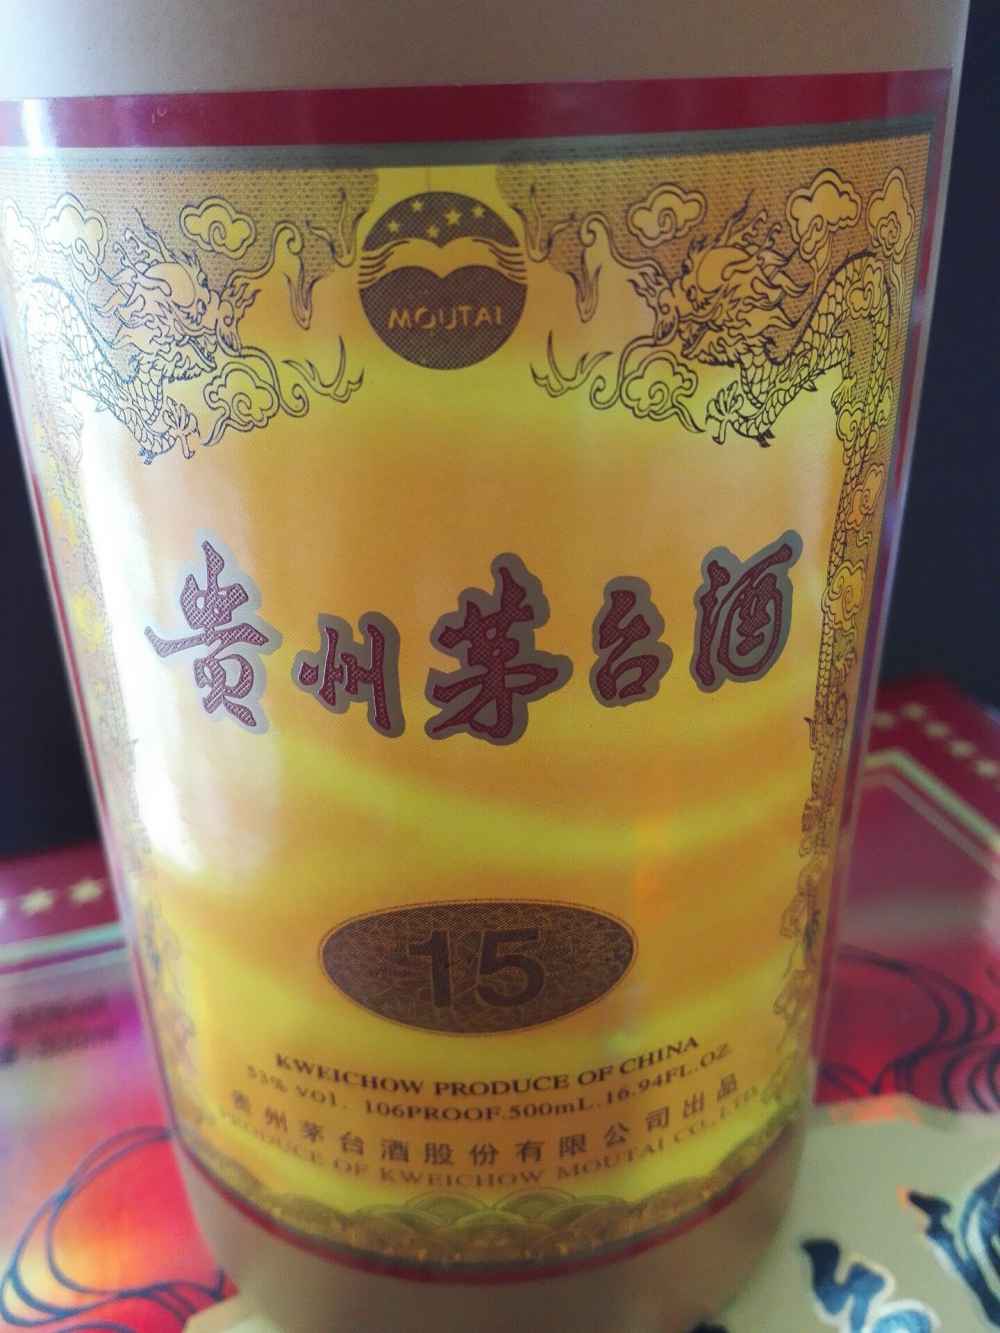 MOUTAI
贵州茅台酒
15
KWEICHOW PRODUCE OF CHINA
53% vol. 106PROOF.500mL.16.94FL.OZ
贵州茅台酒股份有限公司出品
PRODUCE OF KWEICHOW MOUTAI CO.,LTD